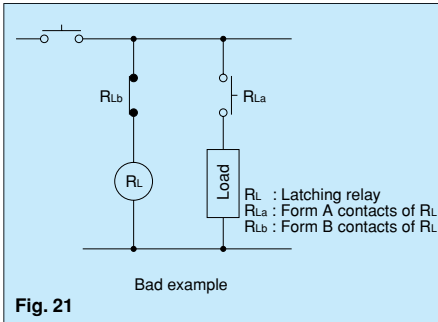 RLb
RLa
RL
Load
RL : Latching relay
RLa : Form A contacts of RL
RLb : Form B contacts of RL
Bad example
Fig. 21